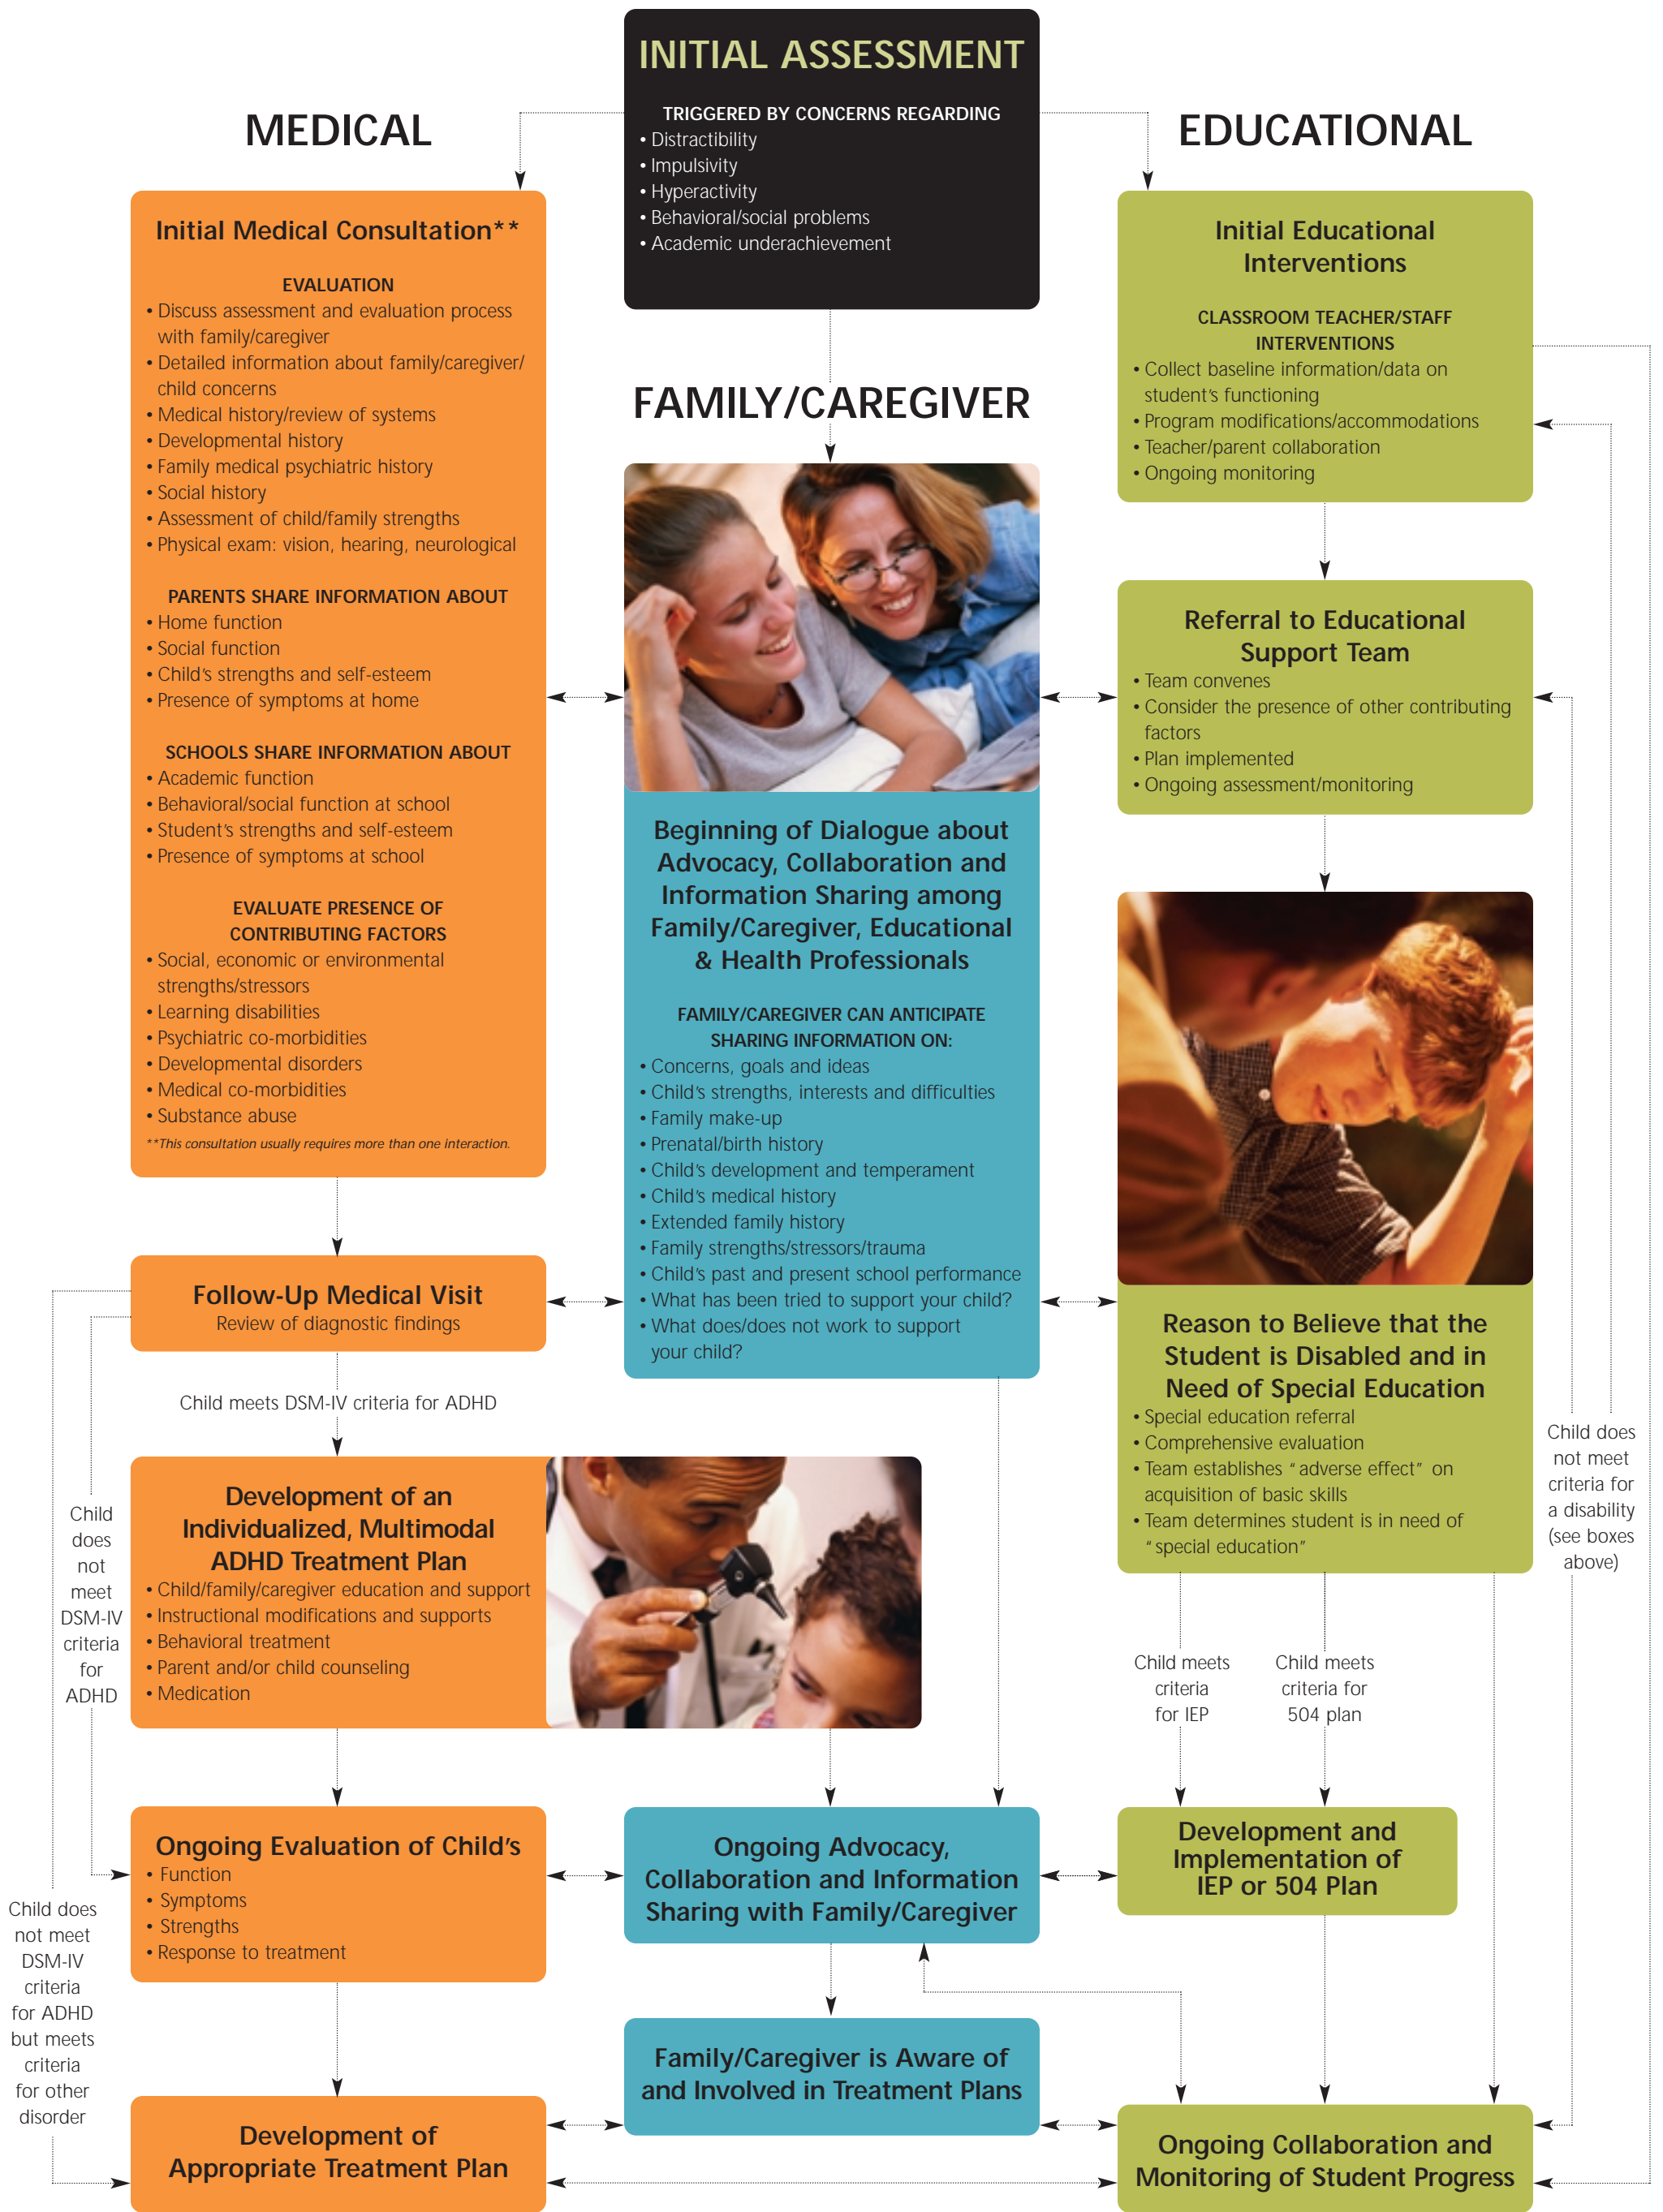 INITIAL ASSESSMENT
TRIGGERED BY CONCERNS REGARDING
• Distractibility
• Impulsivity
• Hyperactivity
• Behavioral/social problems
• Academic underachievement
MEDICAL
Initial Medical Consultation**
EVALUATION
• Discuss assessment and evaluation process
with family/caregiver
• Detailed information about family/caregiver/
child concerns
• Medical history/review of systems
• Developmental history
• Family medical psychiatric history
• Social history
• Assessment of child/family strengths
• Physical exam: vision, hearing, neurological
PARENTS SHARE INFORMATION ABOUT
• Home function
• Social function
• Child's strengths and self-esteem
• Presence of symptoms at home
SCHOOLS SHARE INFORMATION ABOUT
• Academic function
• Behavioral/social function at school
• Student's strengths and self-esteem
• Presence of symptoms at school
EVALUATE PRESENCE OF
CONTRIBUTING FACTORS
• Social, economic or environmental
strengths/stressors
• Learning disabilities
• Psychiatric co-morbidities
• Developmental disorders
• Medical co-morbidities
• Substance abuse
**This consultation usually requires more than one interaction.
Follow-Up Medical Visit
Review of diagnostic findings
Child meets DSM-IV criteria for ADHD
Child
does
not
meet
DSM-IV
criteria
for
ADHD
Development of an
Individualized, Multimodal
ADHD Treatment Plan
• Child/family/caregiver education and support
• Instructional modifications and supports
• Behavioral treatment
• Parent and/or child counseling
• Medication
Ongoing Evaluation of Child's
• Function
• Symptoms
• Strengths
• Response to treatment
Child does
not meet
DSM-IV
criteria
for ADHD
but meets
criteria
for other
disorder
Development of
Appropriate Treatment Plan
FAMILY/CAREGIVER
Beginning of Dialogue about
Advocacy, Collaboration and
Information Sharing among
Family/Caregiver, Educational
& Health Professionals
FAMILY/CAREGIVER CAN ANTICIPATE
SHARING INFORMATION ON:
• Concerns, goals and ideas
• Child's strengths, interests and difficulties
• Family make-up
• Prenatal/birth history
• Child's development and temperament
• Child's medical history
• Extended family history
• Family strengths/stressors/trauma
• Child's past and present school performance
• What has been tried to support your child?
• What does/does not work to support
your child?
Ongoing Advocacy,
Collaboration and Information
Sharing with Family/Caregiver
Family/Caregiver is Aware of
and Involved in Treatment Plans
EDUCATIONAL
Initial Educational
Interventions
CLASSROOM TEACHER/STAFF
INTERVENTIONS
• Collect baseline information/data on
student's functioning
• Program modifications/accommodations
• Teacher/parent collaboration
• Ongoing monitoring
Referral to Educational
Support Team
• Team convenes
• Consider the presence of other contributing
factors
• Plan implemented
• Ongoing assessment/monitoring
Reason to Believe that the
Student is Disabled and in
Need of Special Education
• Special education referral
• Comprehensive evaluation
• Team establishes "adverse effect" on
acquisition of basic skills
• Team determines student is in need of
"special education"
Child does
not meet
criteria for
a disability
(see boxes
above)
Child meets
criteria
for IEP
Child meets
criteria for
504 plan
Development and
Implementation of
IEP or 504 Plan
Ongoing Collaboration and
Monitoring of Student Progress